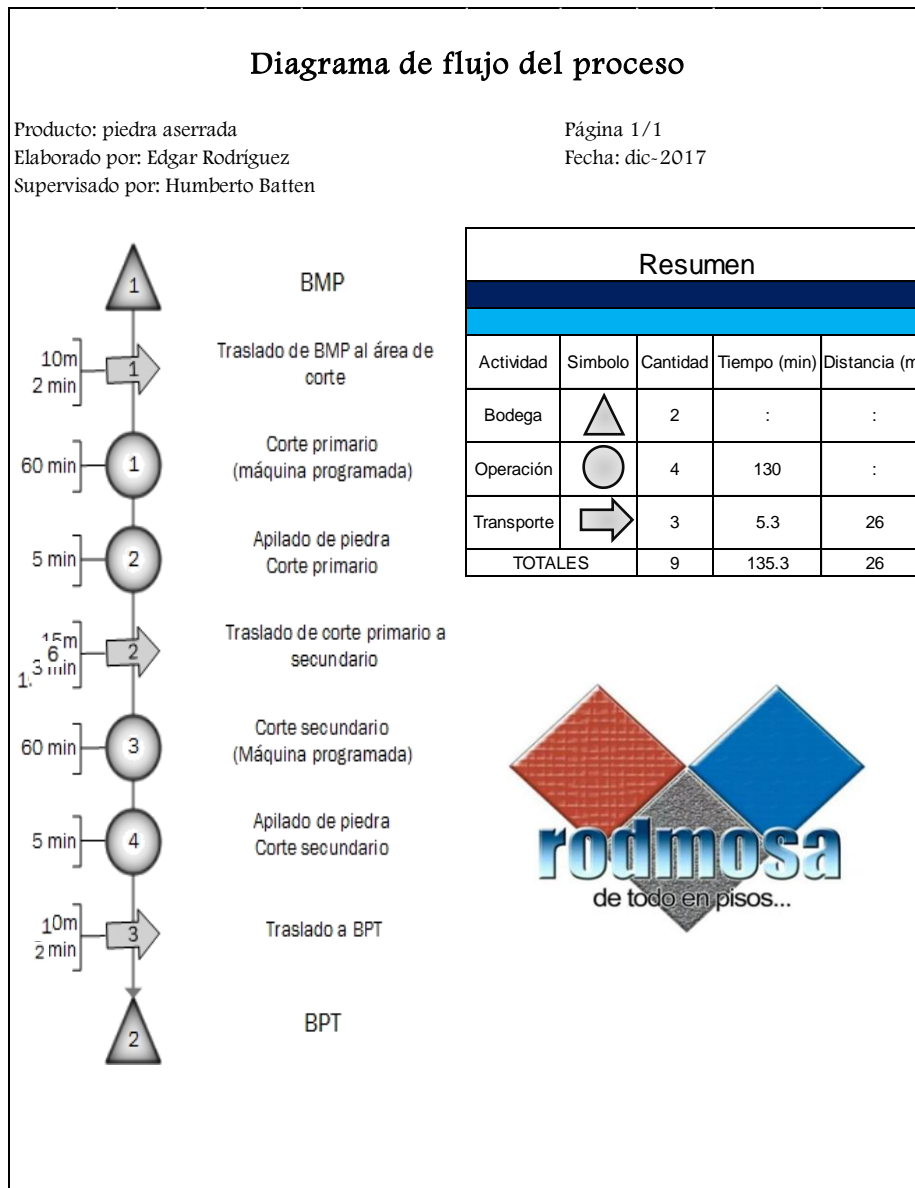 Diagrama de flujo del proceso
Producto: piedra aserrada
Página 1/1
Elaborado por: Edgar Rodríguez
Fecha: dic-2017
Supervisado por: Humberto Batten
1
BMP
10m
2 min
1
Traslado de BMP al área de
corte
60 min
1
Corte primario
(máquina programada)
5 min
2
Apilado de piedra
Corte primario
2
Traslado de corte primario a
secundario
60 min
3
Corte secundario
(Máquina programada)
5 min
4
Apilado de piedra
Corte secundario
10m
2 min
3
Traslado a BPT
2
BPT
Resumen
Actividad Simbolo Cantidad Tiempo (min) Distancia (m
Bodega 2 : :
Operación 4 130 :
Transporte 3 5.3 26
TOTALES 9 135.3 26
rodmosa
de todo en pisos...